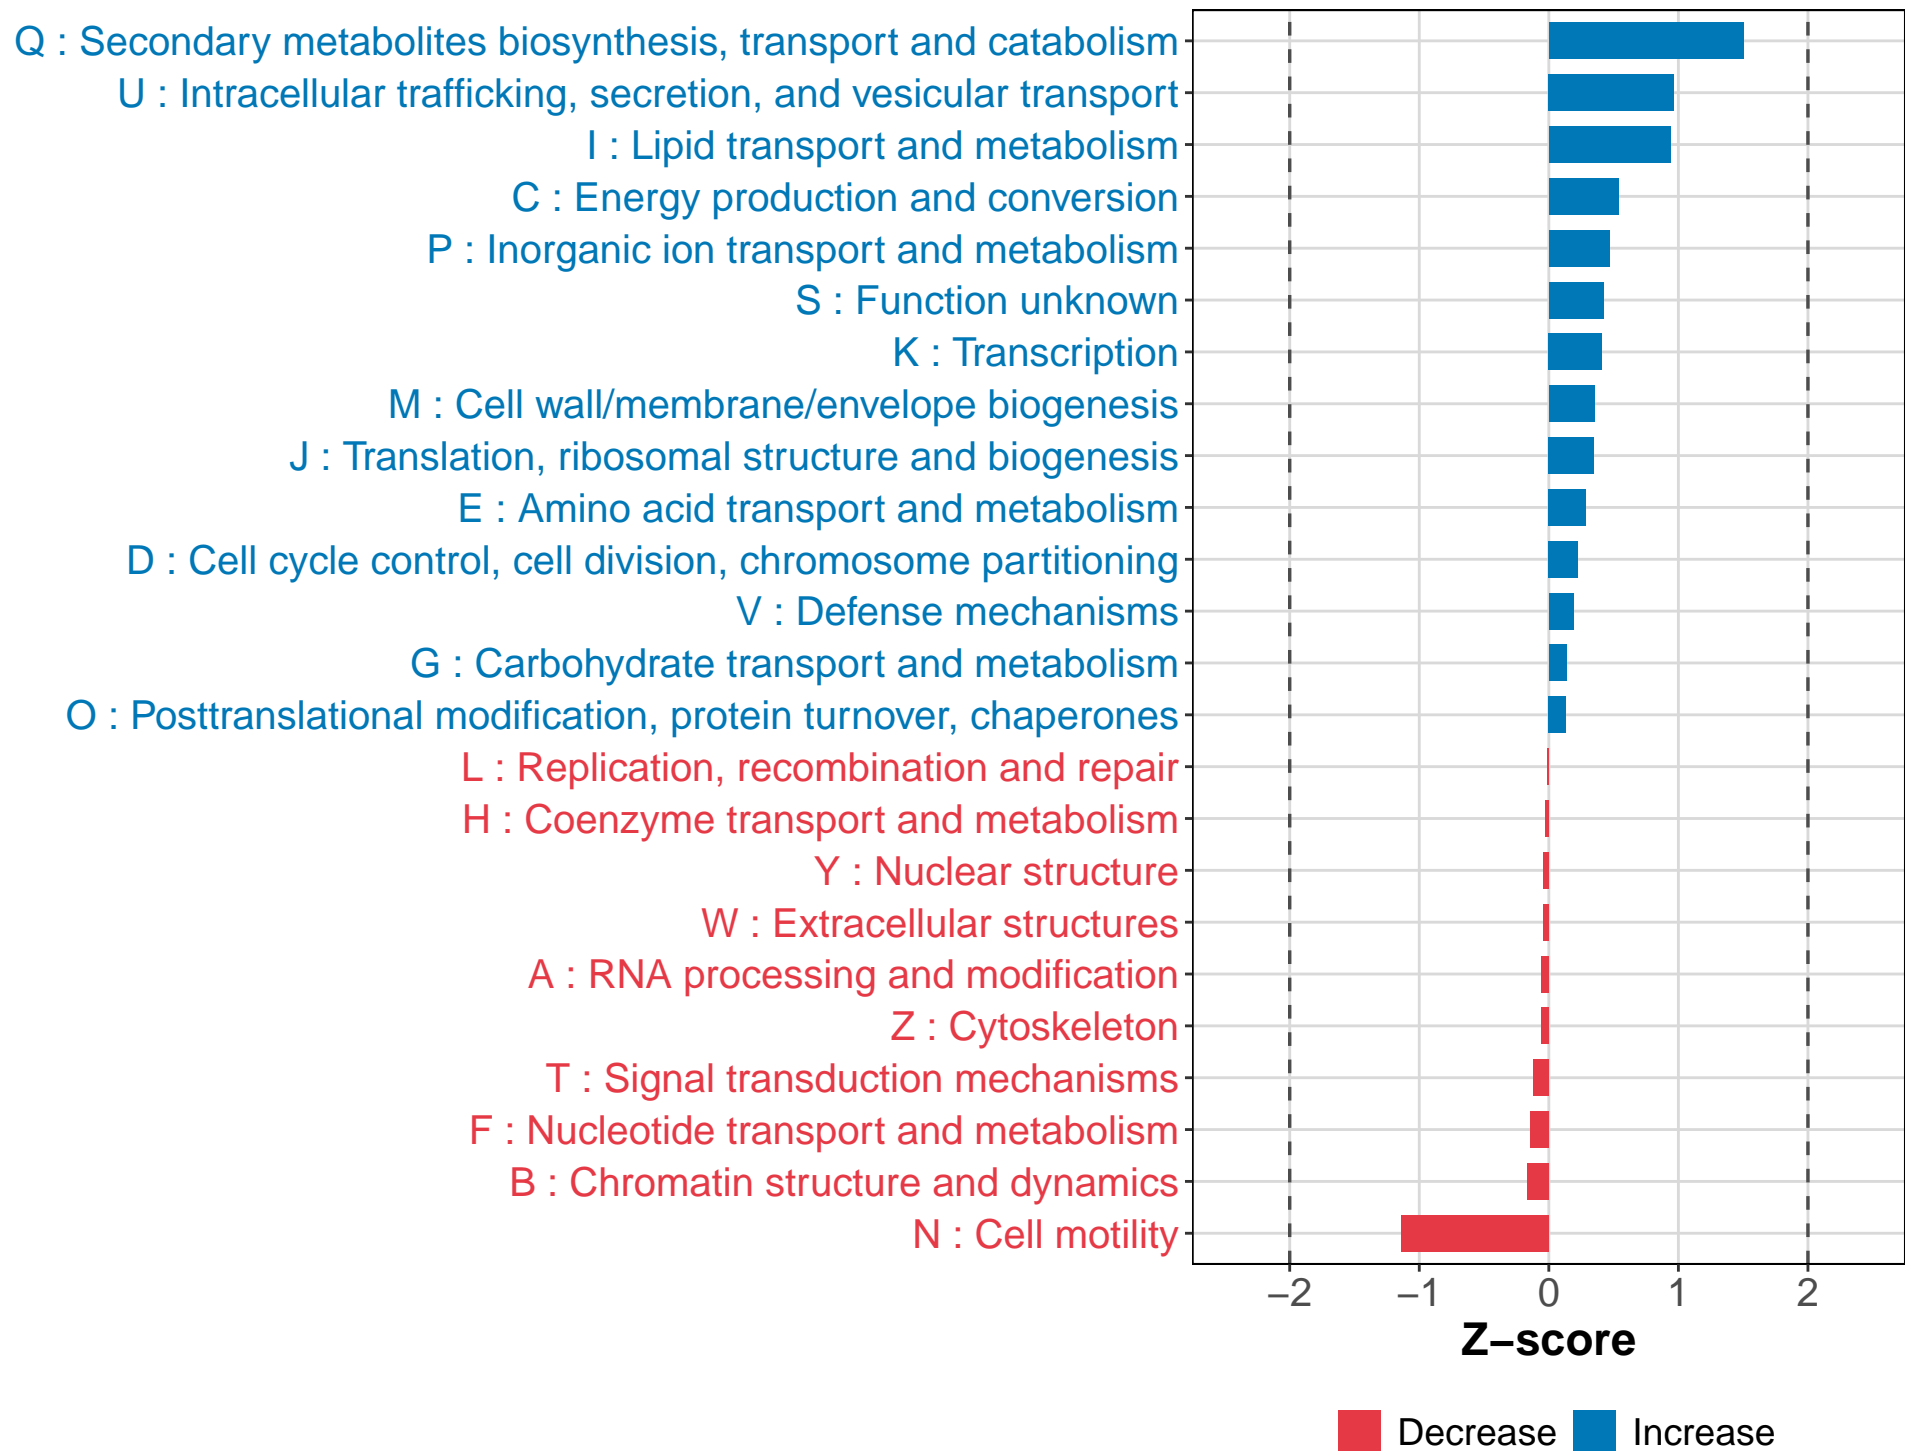 Q : Secondary metabolites biosynthesis, transport and catabolism
U : Intracellular trafficking, secretion, and vesicular transport
I : Lipid transport and metabolism
C : Energy production and conversion
P : Inorganic ion transport and metabolism
S : Function unknown
K : Transcription
M : Cell wall/membrane/envelope biogenesis
J : Translation, ribosomal structure and biogenesis
E : Amino acid transport and metabolism
D : Cell cycle control, cell division, chromosome partitioning
V : Defense mechanisms
G : Carbohydrate transport and metabolism
O : Posttranslational modification, protein turnover, chaperones
L : Replication, recombination and repair
H : Coenzyme transport and metabolism
Y : Nuclear structure
W : Extracellular structures
A : RNA processing and modification
Z : Cytoskeleton
T : Signal transduction mechanisms
F : Nucleotide transport and metabolism
B : Chromatin structure and dynamics
N : Cell motility
−2 −1 0 1 2
Z−score
Decrease Increase